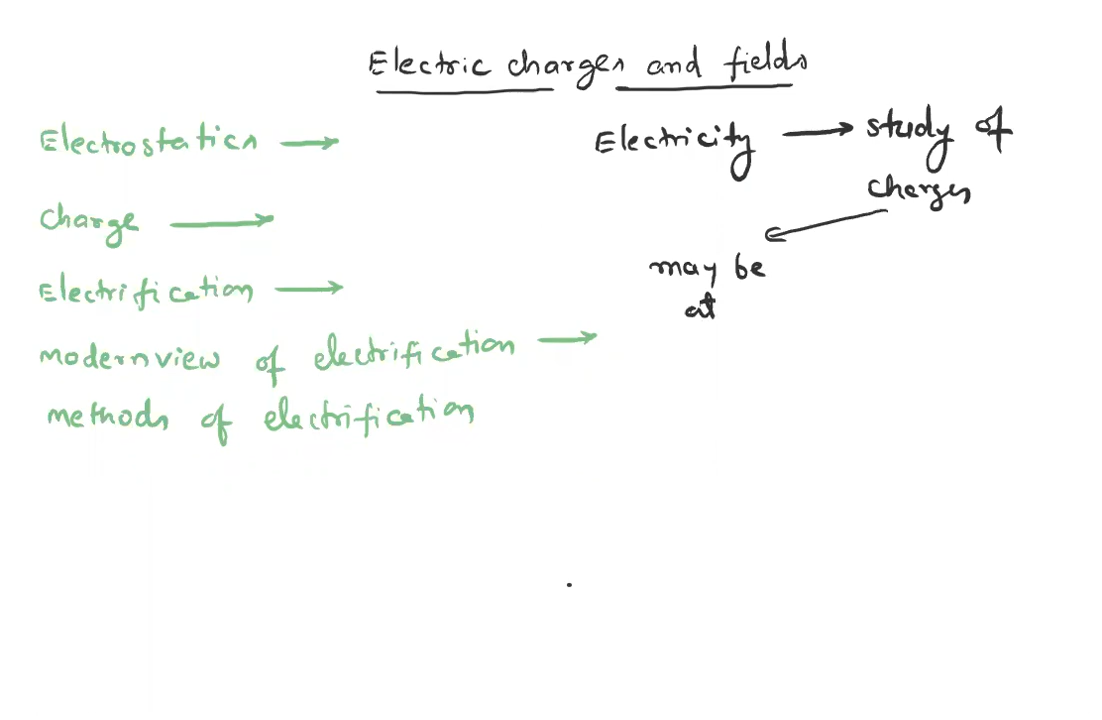 Electric charges and fields
Electrostatics →
Electricity → study of
charges
Charge →
may be
at
Electrification →
modern view of electrification →
methods of electrification